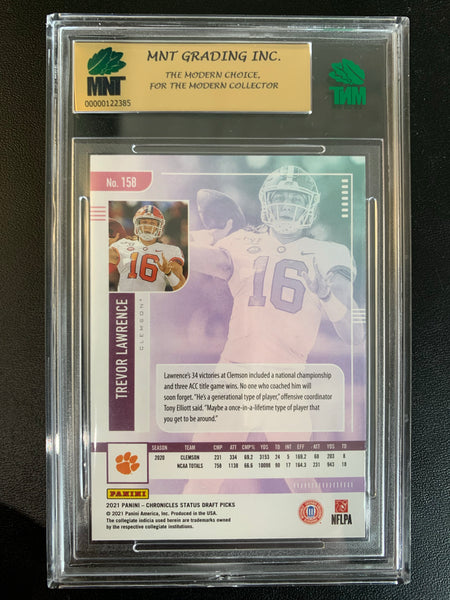 MNT GRADING INC.
THE MODERN CHOICE,
FOR THE MODERN COLLECTOR
MNT
00000122385
MNT
No. 158
16
16
TREVOR LAWRENCE
CLEMSON
Lawrence's 34 victories at Clemson included a national championship
and three ACC title game wins. No one who coached him will
soon forget. "He's a generational type of player," offensive coordinator
Tony Elliott said. "Maybe a once-in-a-lifetime type of player that
you get to be around."
SEASON TEAM CMP ATT CMP% YDS TD INT EFF ATT YDS TD
2020 CLEMSON 231 334 69.2 3153 24 5 169.2 68 203 8
NCAA TOTALS 758 1138 66.6 10098 90 17 164.3 231 943 18
PANINI
2021 PANINI – CHRONICLES STATUS DRAFT PICKS
© 2021 Panini America, Inc. Produced in the USA.
The collegiate indicia used herein are trademarks owned
by the respective collegiate institutions.
NFLPA